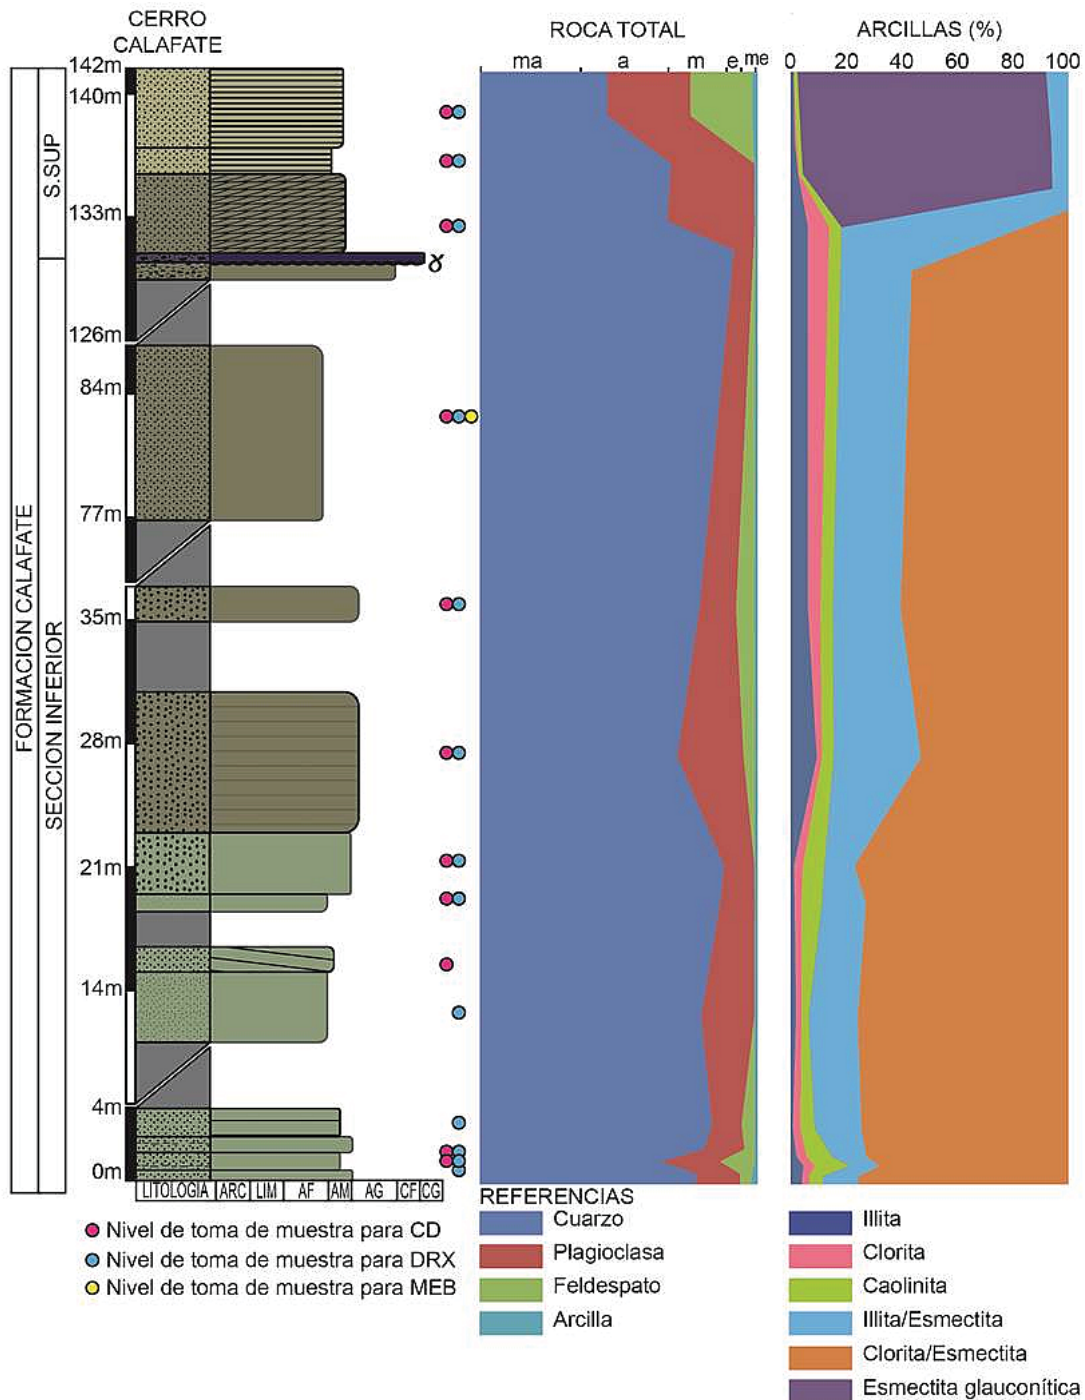 CERRO
CALAFATE
ROCA TOTAL
ARCILLAS (%)
ma a m e me
0 20 40 60 80 100
142m
140m
133m
126m
84m
77m
35m
28m
21m
14m
4m
0m
S.SUP
FORMACION CALAFATE
SECCION INFERIOR
ɣ
LITOLOGIA ARC LIM AF AM AG CF CG
Nivel de toma de muestra para CD
Nivel de toma de muestra para DRX
Nivel de toma de muestra para MEB
REFERENCIAS
Cuarzo
Plagioclasa
Feldespato
Arcilla
Illita
Clorita
Caolinita
Illita/Esmectita
Clorita/Esmectita
Esmectita glauconítica